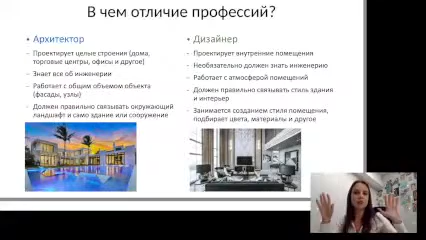 В чем отличие профессий?
Архитектор
– Проектирует целые строения (дома,
торговые центры, офисы и другое)
– Знает все об инженерии
– Работает с общим объемом объекта
(фасады, узлы)
– Должен правильно связывать окружающий
ландшафт и само здание или сооружение
Дизайнер
– Проектирует внутренние помещения
– Необязательно должен знать инженерию
– Работает с атмосферой помещений
– Должен правильно связать стиль здания
и интерьер
– Занимается созданием стиля помещения,
подбирает цвета, материалы и другое